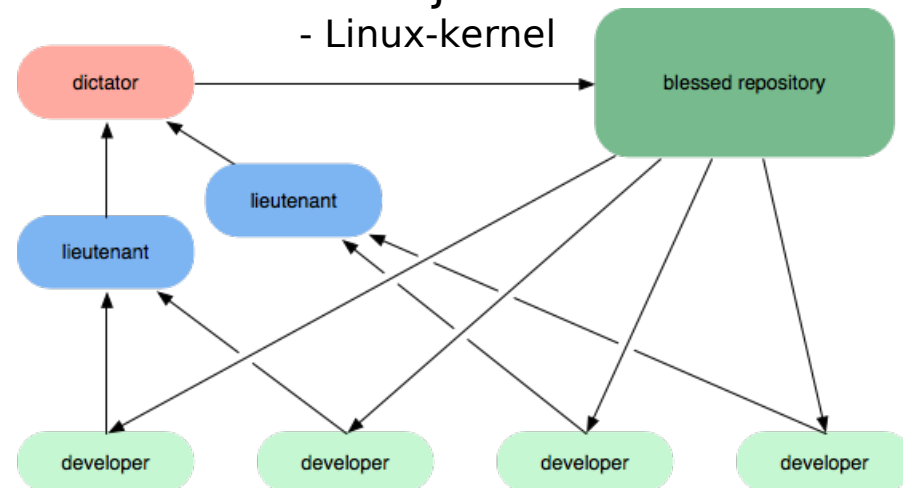 - Linux-kernel
dictator
blessed repository
lieutenant
lieutenant
developer
developer
developer
developer